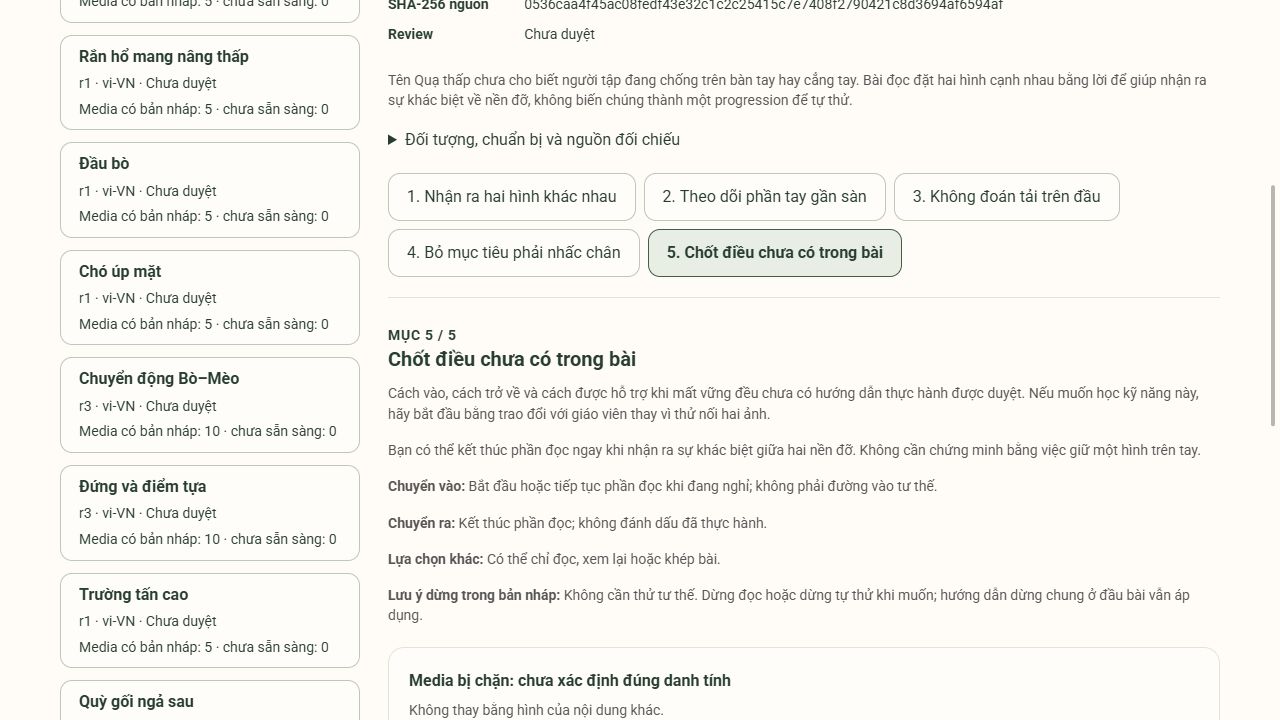 Media có bản nháp: 5 · chưa sẵn sàng: 0
Rắn hổ mang nâng thấp
r1 · vi-VN · Chưa duyệt
Media có bản nháp: 5 · chưa sẵn sàng: 0
Đầu bò
r1 · vi-VN · Chưa duyệt
Media có bản nháp: 5 · chưa sẵn sàng: 0
Chó úp mặt
r1 · vi-VN · Chưa duyệt
Media có bản nháp: 5 · chưa sẵn sàng: 0
Chuyển động Bò–Mèo
r3 · vi-VN · Chưa duyệt
Media có bản nháp: 10 · chưa sẵn sàng: 0
Đứng và điểm tựa
r3 · vi-VN · Chưa duyệt
Media có bản nháp: 10 · chưa sẵn sàng: 0
Trường tấn cao
r1 · vi-VN · Chưa duyệt
Media có bản nháp: 5 · chưa sẵn sàng: 0
Quỳ gối ngả sau
SHA-256 nguồn 0536caa4f45ac08fedf43e32c1c2c25415c7e7408f2790421c8d3694af6594af
Review Chưa duyệt
Tên Quạ thấp chưa cho biết người tập đang chống trên bàn tay hay cẳng tay. Bài đọc đặt hai hình cạnh nhau bằng lời để giúp nhận ra
sự khác biệt về nền đỡ, không biến chúng thành một progression để tự thử.
Đối tượng, chuẩn bị và nguồn đối chiếu
1. Nhận ra hai hình khác nhau
2. Theo dõi phần tay gần sàn
3. Không đoán tải trên đầu
4. Bỏ mục tiêu phải nhấc chân
5. Chốt điều chưa có trong bài
MỤC 5 / 5
Chốt điều chưa có trong bài
Cách vào, cách trở về và cách được hỗ trợ khi mất vững đều chưa có hướng dẫn thực hành được duyệt. Nếu muốn học kỹ năng này,
hãy bắt đầu bằng trao đổi với giáo viên thay vì thử nối hai ảnh.
Bạn có thể kết thúc phần đọc ngay khi nhận ra sự khác biệt giữa hai nền đỡ. Không cần chứng minh bằng việc giữ một hình trên tay.
Chuyển vào: Bắt đầu hoặc tiếp tục phần đọc khi đang nghỉ; không phải đường vào tư thế.
Chuyển ra: Kết thúc phần đọc; không đánh dấu đã thực hành.
Lựa chọn khác: Có thể chỉ đọc, xem lại hoặc khép bài.
Lưu ý dừng trong bản nháp: Không cần thử tư thế. Dừng đọc hoặc dừng tự thử khi muốn; hướng dẫn dừng chung ở đầu bài vẫn áp
dụng.
Media bị chặn: chưa xác định đúng danh tính
Không thay bằng hình của nội dung khác.